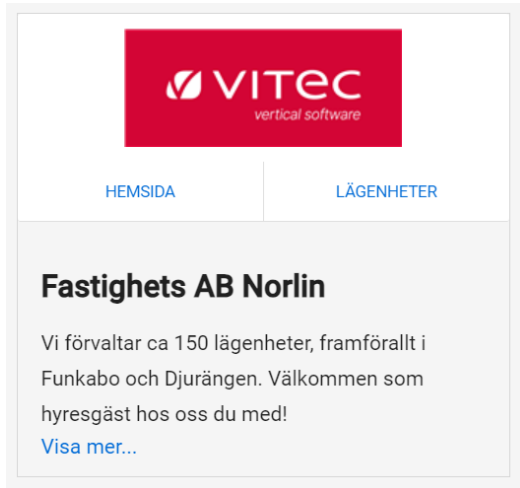 VITEC
vertical software
HEMSIDA
LÄGENHETER
Fastighets AB Norlin
Vi förvaltar ca 150 lägenheter, framförallt i
Funkabo och Djurängen. Välkommen som
hyresgäst hos oss du med!
Visa mer...